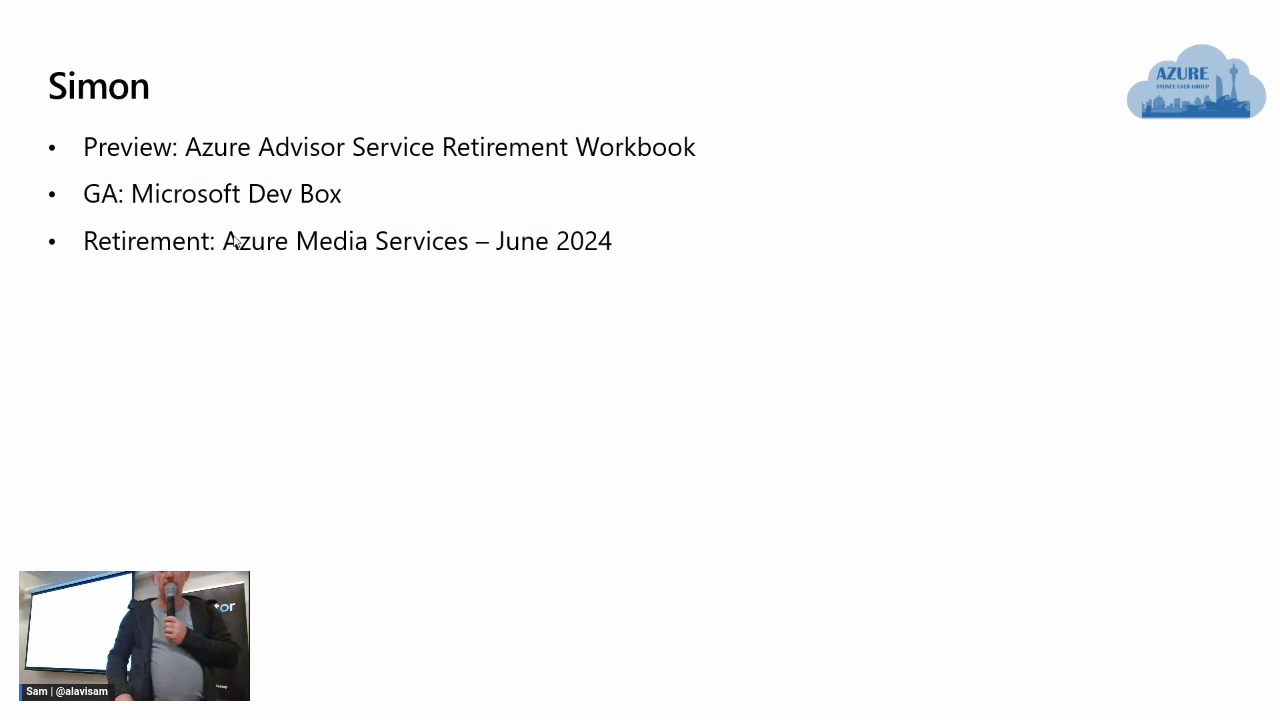 Simon
AZURE
SYDNEY USER GROUP
• Preview: Azure Advisor Service Retirement Workbook
• GA: Microsoft Dev Box
• Retirement: Azure Media Services – June 2024
Sam | @alavisam